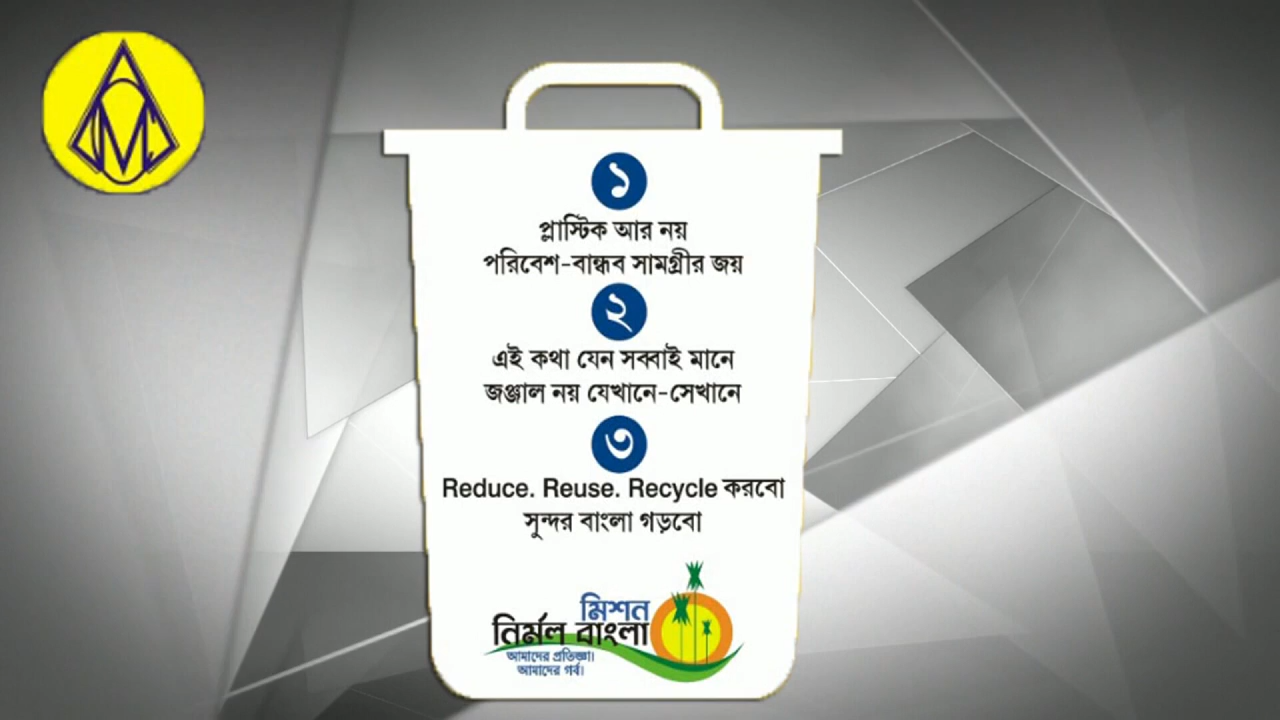 ১
প্লাস্টিক আর নয়
পরিবেশ-বান্ধব সামগ্রীর জয়
২
এই কথা যেন সব্বাই মানে
জঞ্জাল নয় যেখানে-সেখানে
৩
Reduce. Reuse. Recycle করবো
সুন্দর বাংলা গড়বো
মিশন
নির্মল বাংলা
আমাদের প্রতিজ্ঞা।
আমাদের গর্ব।